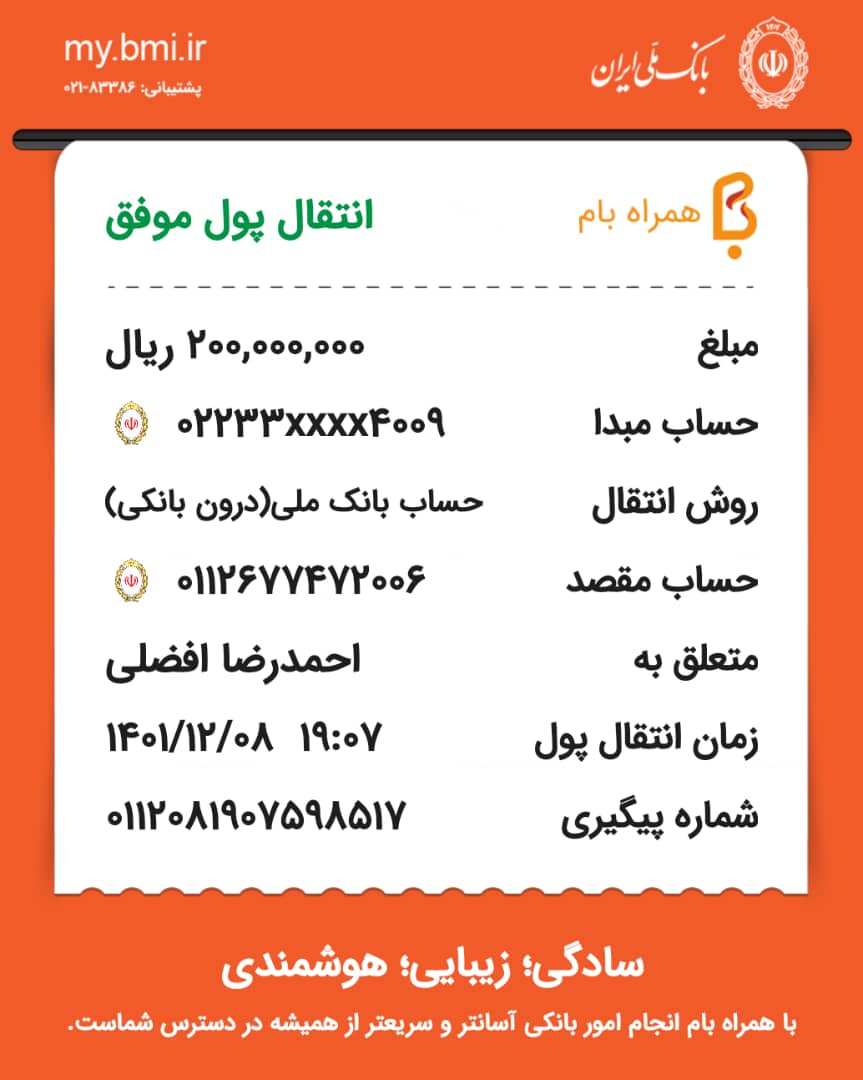 بانک ملی ایران
my.bmi.ir
پشتیبانی: ۸۳۳۸۶-۰۲۱
همراه بام
انتقال پول موفق
مبلغ ۲۰۰,۰۰۰,۰۰۰ ریال
حساب مبدا ۰۲۲۳۳xxxx۴۰۰۹
روش انتقال حساب بانک ملی(درون بانکی)
حساب مقصد ۰۱۱۲۶۷۷۴۷۲۰۰۶
متعلق به احمدرضا افضلی
زمان انتقال پول ۱۹:۰۷ ۱۴۰۱/۱۲/۰۸
شماره پیگیری ۰۱۱۲۰۸۱۹۰۷۵۹۸۵۱۷
سادگی؛ زیبایی؛ هوشمندی
با همراه بام انجام امور بانکی آسانتر و سریعتر از همیشه در دسترس شماست.